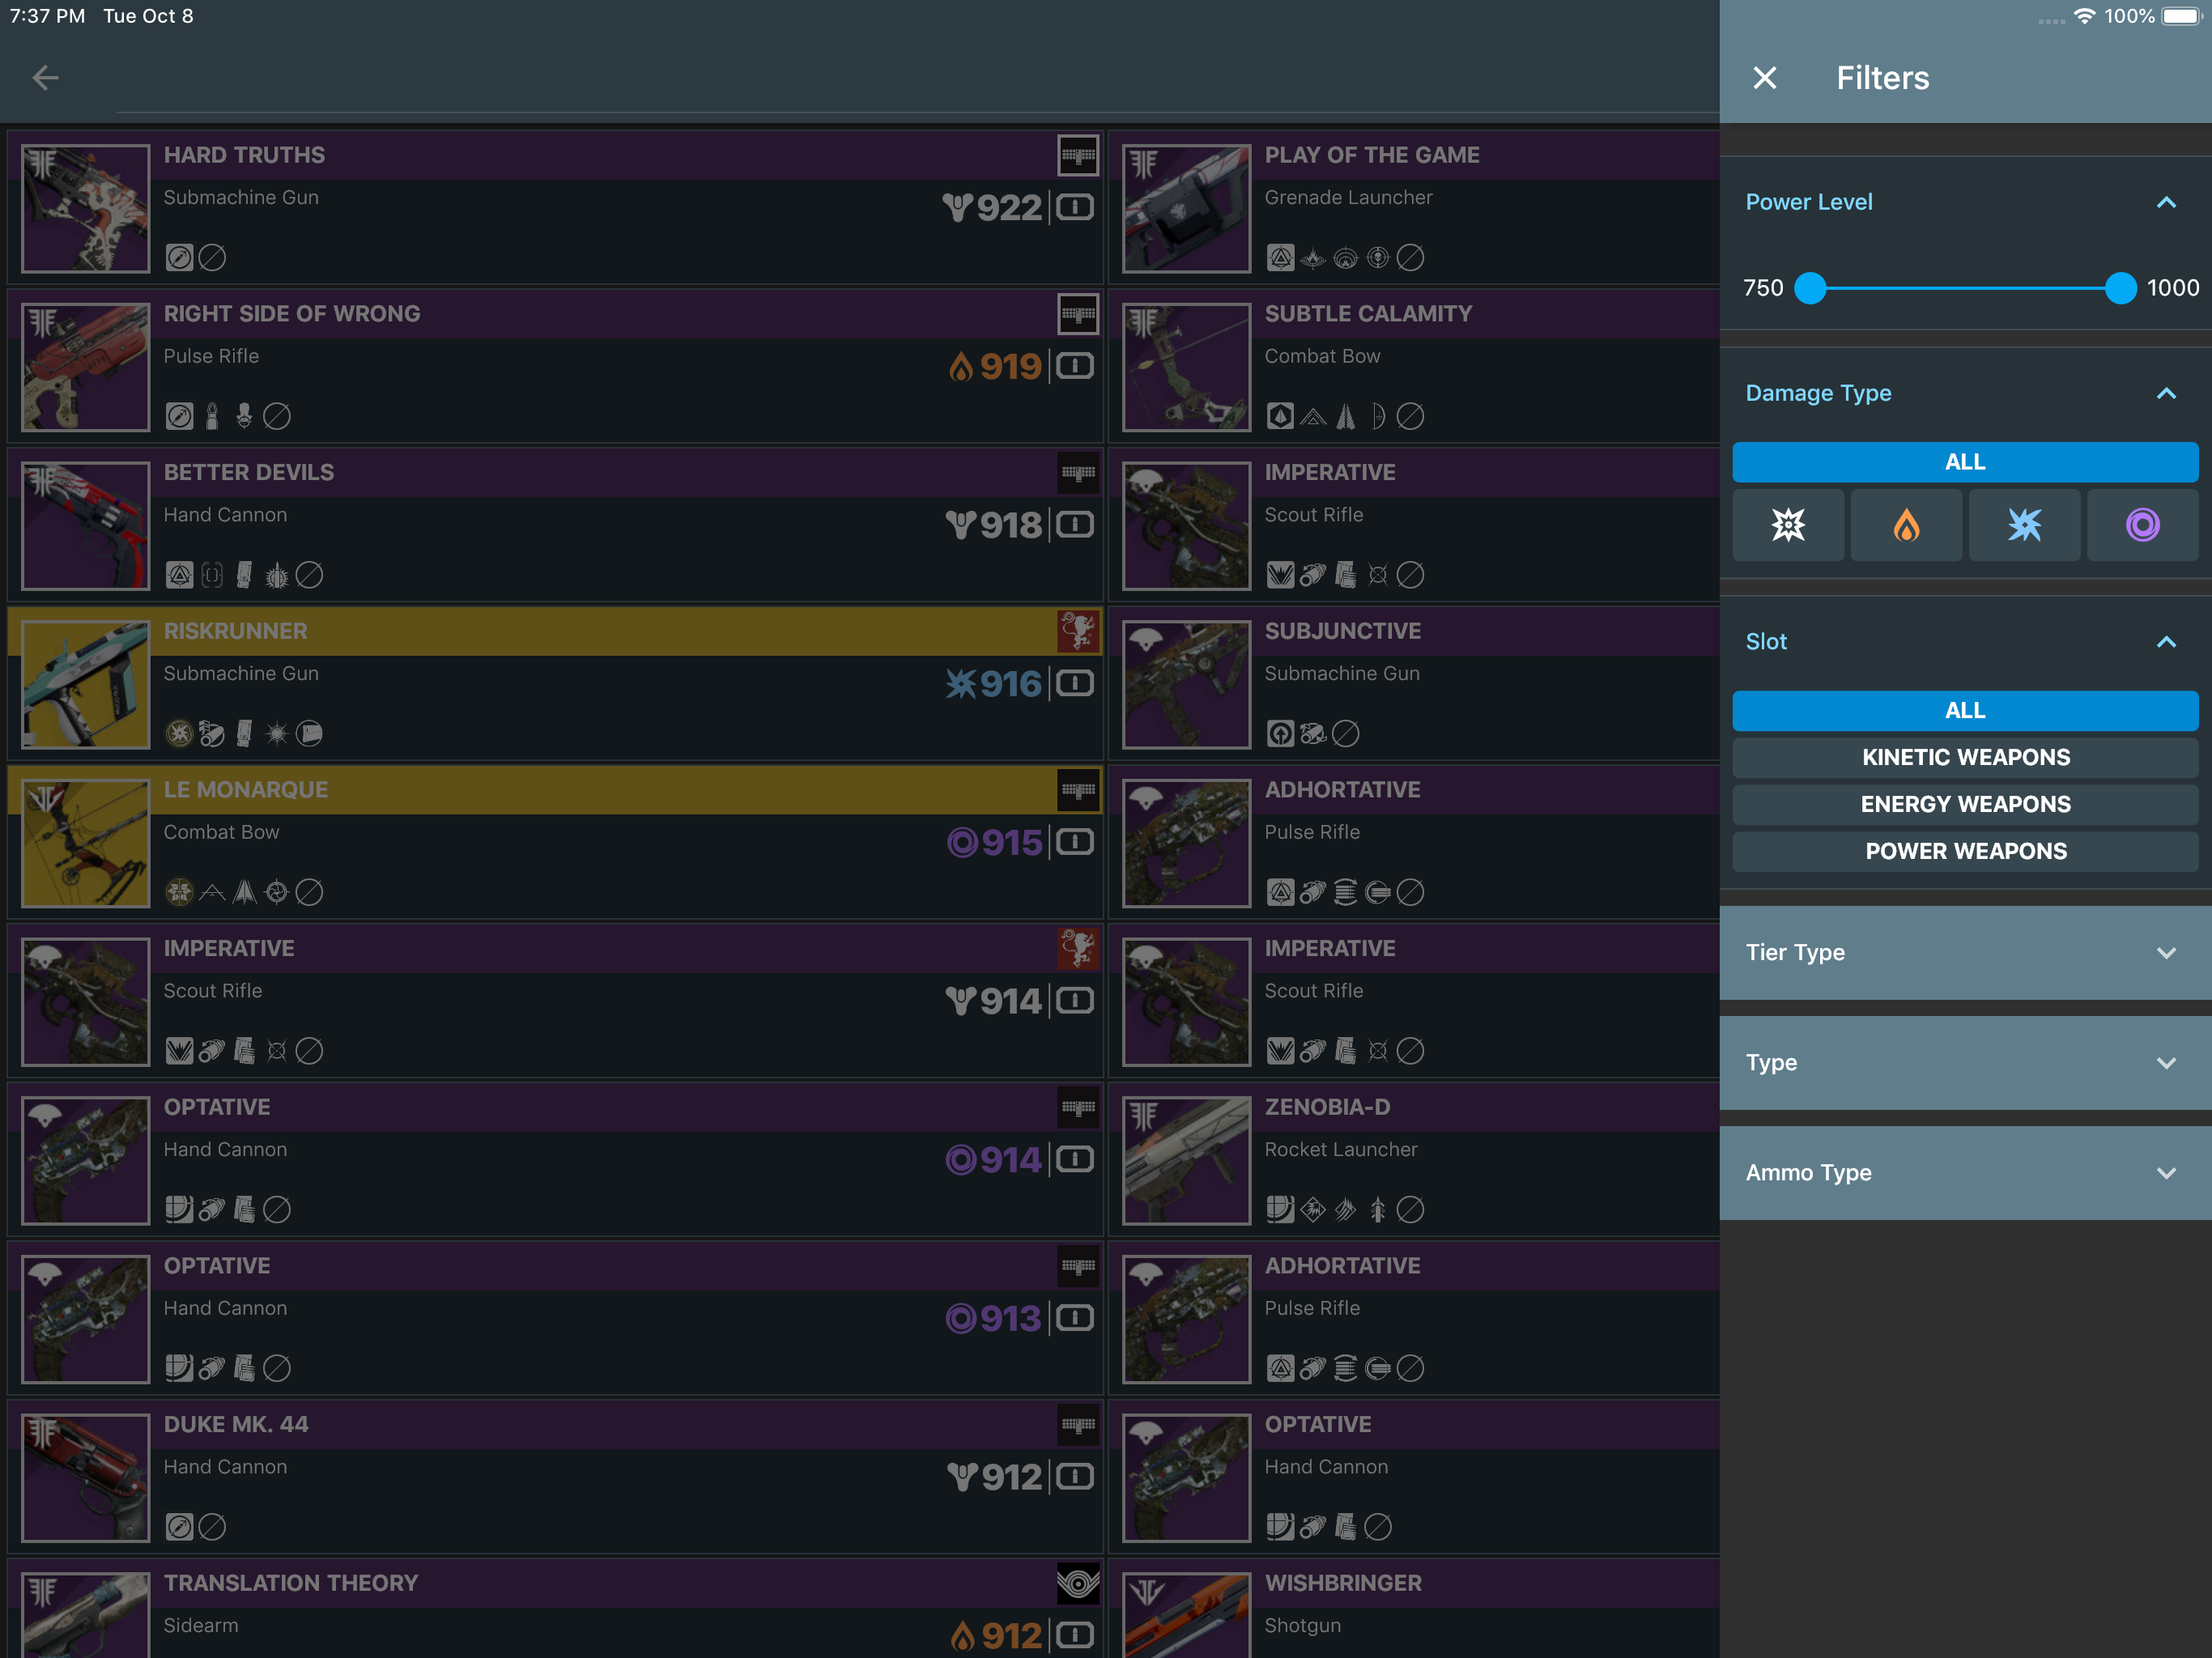 7:37 PM Tue Oct 8
100%
Filters
HARD TRUTHS
Submachine Gun
922
PLAY OF THE GAME
Grenade Launcher
RIGHT SIDE OF WRONG
Pulse Rifle
919
SUBTLE CALAMITY
Combat Bow
BETTER DEVILS
Hand Cannon
918
IMPERATIVE
Scout Rifle
RISKRUNNER
Submachine Gun
916
SUBJUNCTIVE
Submachine Gun
LE MONARQUE
Combat Bow
915
ADHORTATIVE
Pulse Rifle
IMPERATIVE
Scout Rifle
914
IMPERATIVE
Scout Rifle
OPTATIVE
Hand Cannon
914
ZENOBIA-D
Rocket Launcher
OPTATIVE
Hand Cannon
913
ADHORTATIVE
Pulse Rifle
DUKE MK. 44
Hand Cannon
912
OPTATIVE
Hand Cannon
TRANSLATION THEORY
Sidearm
912
WISHBRINGER
Shotgun
Power Level
750
1000
Damage Type
ALL
Slot
ALL
KINETIC WEAPONS
ENERGY WEAPONS
POWER WEAPONS
Tier Type
Type
Ammo Type